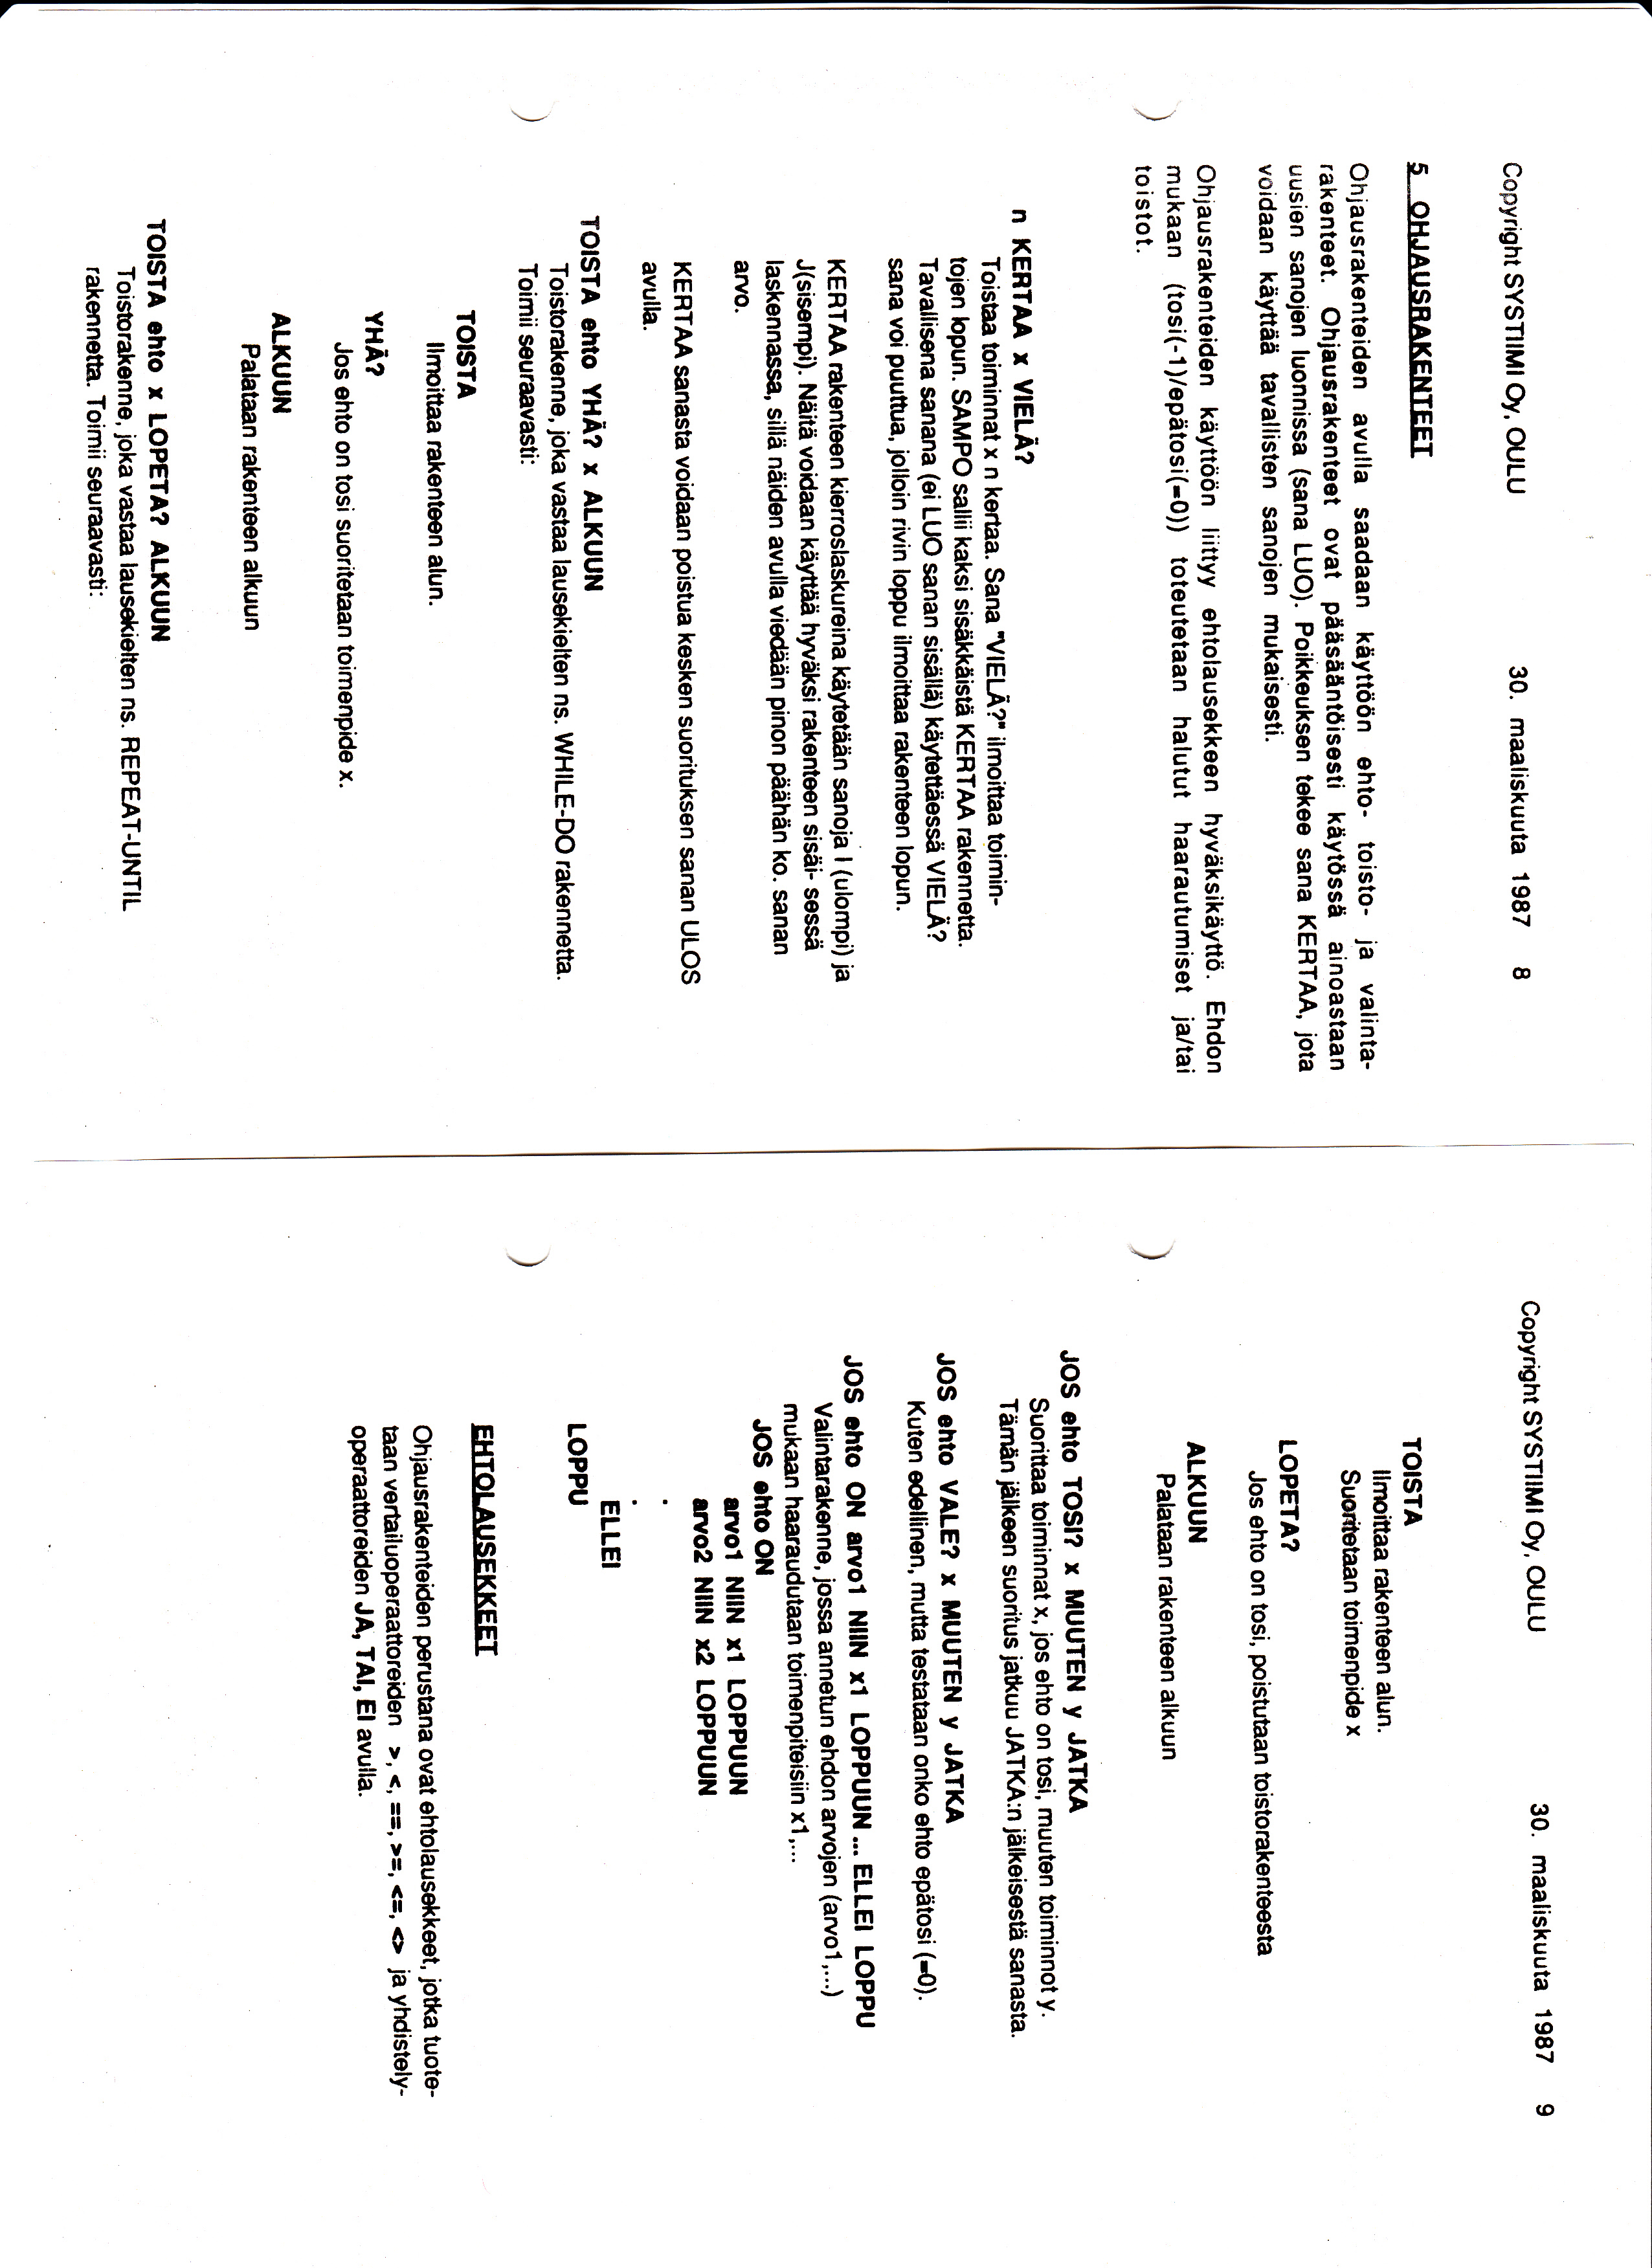 Copyright SYSTIIMI Oy, OULU 30. maaliskuuta 1987 8
5 OHJAUSRAKENTEET
Ohjausrakenteiden avulla saadaan käyttöön ehto- toisto- ja valinta-
rakenteet. Ohjausrakenteet ovat pääsääntöisesti käytössä ainoastaan
uusien sanojen luonnissa (sana LUO). Poikkeuksen tekee sana KERTAA, jota
voidaan käyttää tavallisten sanojen mukaisesti.
Ohjausrakenteiden käyttöön liittyy ehtolausekkeen hyväksikäyttö. Ehdon
mukaan (tosi(-1)/epätosi(=0)) toteutetaan halutut haarautumiset ja/tai
toistot.
n KERTAA x VIELÄ?
Toistaa toiminnat x n kertaa. Sana "VIELÄ?" ilmoittaa toimin-
tojen lopun. SAMPO sallii kaksi sisäkkäistä KERTAA rakennetta.
Tavallisena sanana (ei LUO sanan sisällä) käytettäessä VIELÄ?
sana voi puuttua, jolloin rivin loppu ilmoittaa rakenteen lopun.
KERTAA rakenteen kierroslaskureina käytetään sanoja I (ulompi) ja
J(sisempi). Näitä voidaan käyttää hyväksi rakenteen sisäi- sessä
laskennassa, sillä näiden avulla viedään pinon päähän ko. sanan
arvo.
KERTAA sanasta voidaan poistua kesken suorituksen sanan ULOS
avulla.
TOISTA ehto YHÄ? x ALKUUN
Toistorakenne, joka vastaa lausekielten ns. WHILE-DO rakennetta.
Toimii seuraavasti:
TOISTA
Ilmoittaa rakenteen alun.
YHÄ?
Jos ehto on tosi suoritetaan toimenpide x.
ALKUUN
Palataan rakenteen alkuun
TOISTA ehto x LOPETA? ALKUUN
Toistorakenne, joka vastaa lausekielten ns. REPEAT-UNTIL
rakennetta. Toimii seuraavasti:
Copyright SYSTIIMI Oy, OULU 30. maaliskuuta 1987 9
TOISTA
Ilmoittaa rakenteen alun.
Suoritetaan toimenpide x
LOPETA?
Jos ehto on tosi, poistutaan toistorakenteesta
ALKUUN
Palataan rakenteen alkuun
JOS ehto TOSI? x MUUTEN y JATKA
Suorittaa toiminnat x, jos ehto on tosi, muuten toiminnot y.
Tämän jälkeen suoritus jatkuu JATKA:n jälkeisestä sanasta.
JOS ehto VALE? x MUUTEN y JATKA
Kuten edellinen, mutta testataan onko ehto epätosi (=0).
JOS ehto ON arvo1 NIIN x1 LOPPUUN ... ELLEI LOPPU
Valintarakenne, jossa annetun ehdon arvojen (arvo1,...)
mukaan haaraudutaan toimenpiteisiin x1,...
JOS ehto ON
arvo1 NIIN x1 LOPPUUN
arvo2 NIIN x2 LOPPUUN
.
.
ELLEI
LOPPU
EHTOLAUSEKKEET
Ohjausrakenteiden perustana ovat ehtolausekkeet, jotka tuote-
taan vertailuoperaattoreiden >, <, ==, >=, <=, <> ja yhdistely-
operaattoreiden JA, TAI, EI avulla.